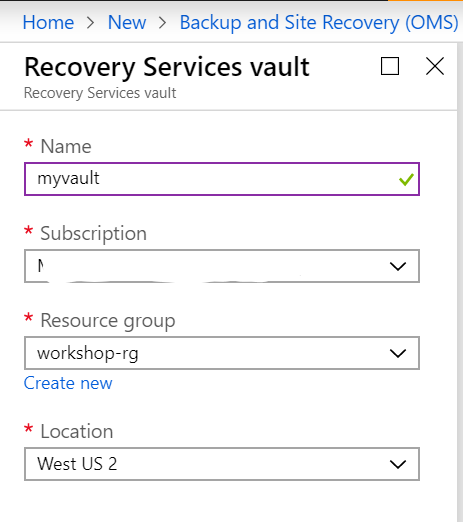 Home > New > Backup and Site Recovery (OMS)
Recovery Services vault
Recovery Services vault
* Name
myvault
* Subscription
* Resource group
workshop-rg
Create new
* Location
West US 2